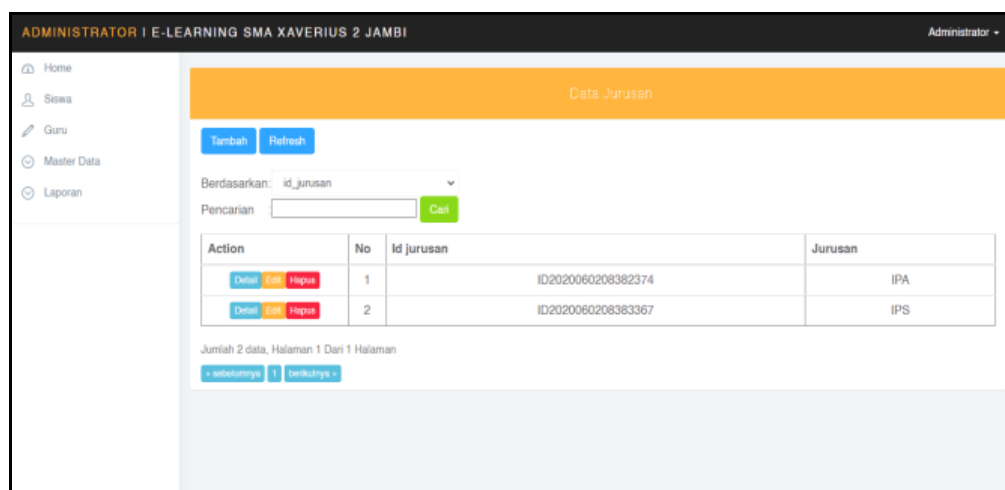 ADMINISTRATOR | E-LEARNING SMA XAVERIUS 2 JAMBI
Administrator
Home
Siswa
Guru
Master Data
Laporan
Data Jurusan
Tambah Refresh
Berdasarkan: id_jurusan
Pencarian : Cari
Action No Id jurusan Jurusan
Detail Edit Hapus 1 ID2020060208382374 IPA
Detail Edit Hapus 2 ID2020060208383367 IPS
Jumlah 2 data, Halaman 1 Dari 1 Halaman
« sebelumnya 1 berikutnya »